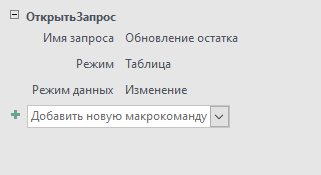 ОткрытьЗапрос
Имя запроса Обновление остатка
Режим Таблица
Режим данных Изменение
Добавить новую макрокоманду